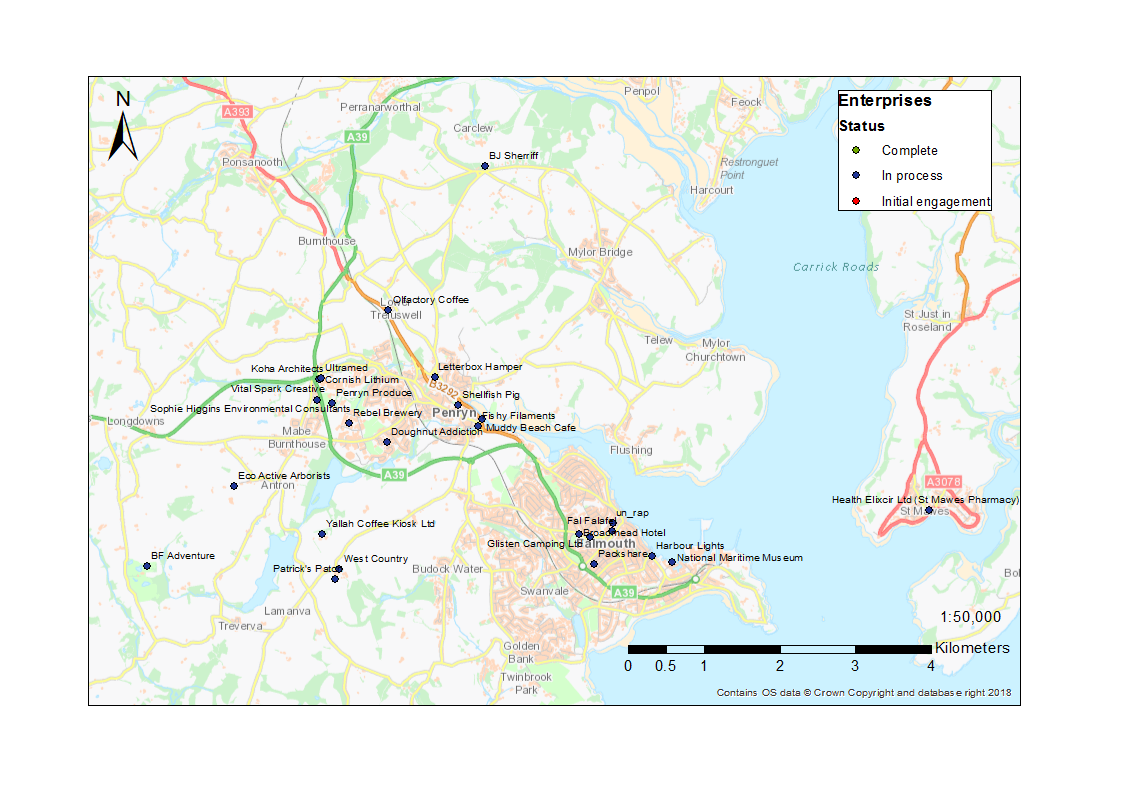 N
A393
Perranarworthal
Penpol
Feock
Enterprises
Status
Complete
In process
Initial engagement
A39
Carclew
Ponsanooth
BJ Sherriff
Restronguet
Point
Harcourt
Burnthouse
Mylor Bridge
Carrick Roads
Olfactory Coffee
Lower
Treluswell
St Just in
Roseland
Telew
Mylor
Churchtown
Koha Architects
Ultramed
Letterbox Hamper
Cornish Lithium
B3292
Vital Spark Creative
Penryn Produce
Shellfish Pig
Sophie Higgins Environmental Consultants
Rebel Brewery
Penryn
Fishy Filaments
Longdowns
Mabe
Burnthouse
Doughnut Addiction
Muddy Beach Cafe
Flushing
A39
Eco Active Arborists
Antron
A3078
Health Elixcir Ltd (St Mawes Pharmacy)
St Mawes
Yallah Coffee Kiosk Ltd
un_rap
Fal Falafel
Broadmead Hotel
Glisten Camping Ltd
Falmouth
Harbour Lights
Packshare
National Maritime Museum
BF Adventure
West Country
Patrick's Patch
Budock Water
Swanvale
A39
Lamanva
Treverva
1:50,000
Golden
Bank
Kilometers
0 0.5 1 2 3 4
Twinbrook
Park
Contains OS data © Crown Copyright and database right 2018